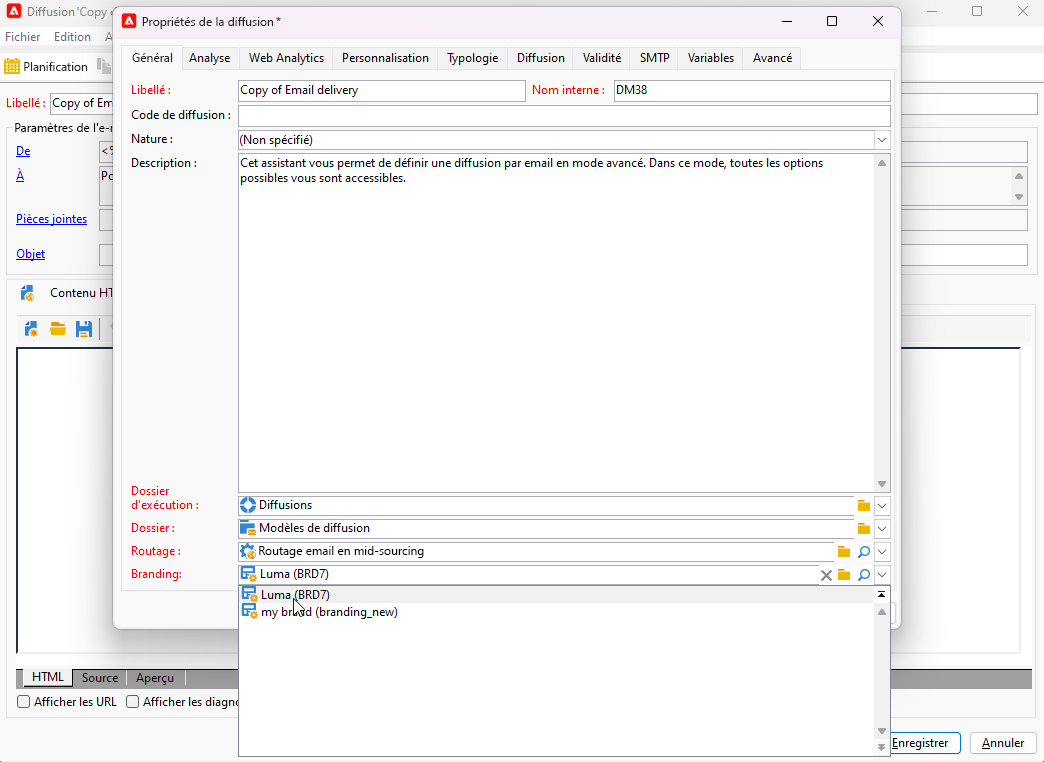 Diffusion 'Copy
Propriétés de la diffusion *
Fichier Edition
Planification
Général Analyse Web Analytics Personnalisation Typologie Diffusion Validité SMTP Variables Avancé
Libellé : Copy of Em
Libellé : Copy of Email delivery Nom interne : DM38
Code de diffusion :
Nature : (Non spécifié)
Description : Cet assistant vous permet de définir une diffusion par email en mode avancé. Dans ce mode, toutes les options
possibles vous sont accessibles.
Paramètres de l'e-
De <%
À
Pièces jointes
Objet
Contenu HT
Dossier
d'exécution : Diffusions
Dossier : Modèles de diffusion
Routage : Routage email en mid-sourcing
Branding: Luma (BRD7)
Luma (BRD7)
my brand (branding_new)
HTML Source Aperçu
Afficher les URL Afficher les diagno
Enregistrer Annuler